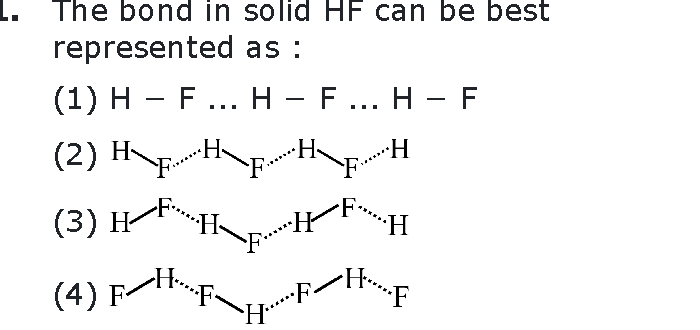 1. The bond in solid HF can be best
represented as :
(1) H − F ... H − F ... H − F
(2) H F H F H F H
(3) H F H F H F H
(4) F H F H F H F